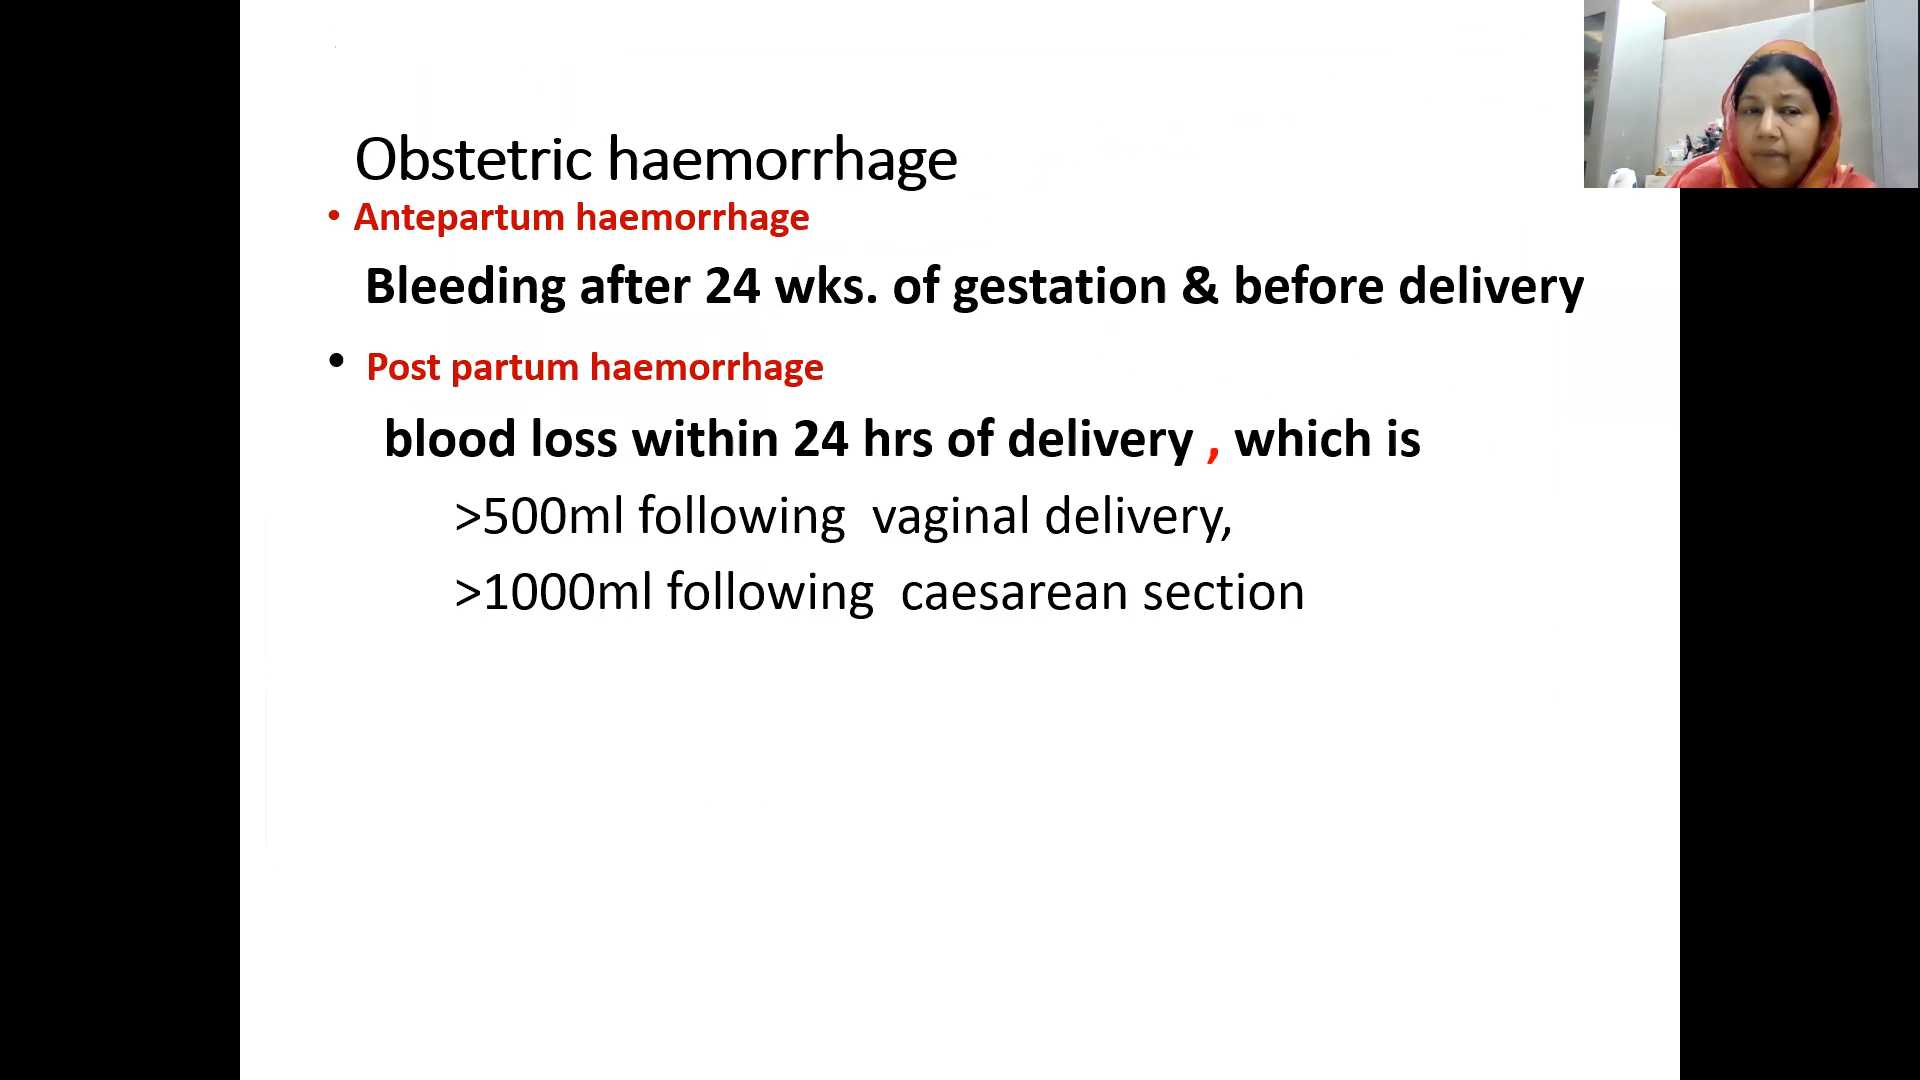 Obstetric haemorrhage
• Antepartum haemorrhage
Bleeding after 24 wks. of gestation & before delivery
• Post partum haemorrhage
blood loss within 24 hrs of delivery , which is
>500ml following vaginal delivery,
>1000ml following caesarean section